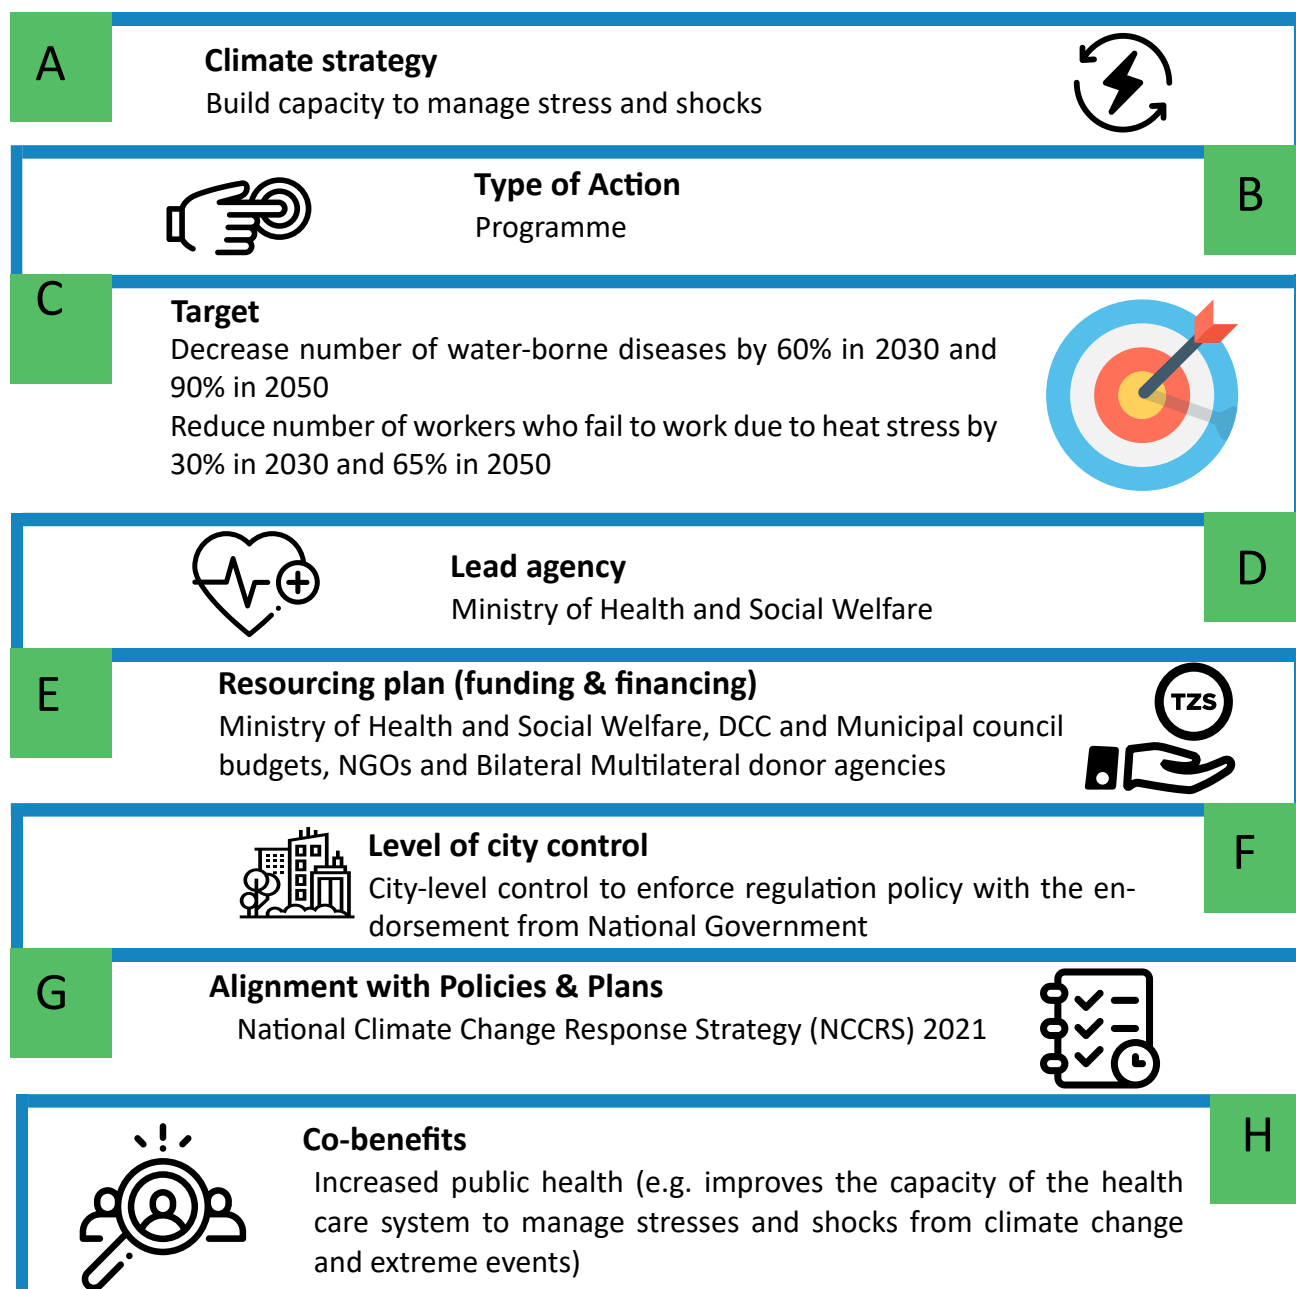 A
Climate strategy
Build capacity to manage stress and shocks
Type of Action
B
Programme
C
Target
Decrease number of water-borne diseases by 60% in 2030 and
90% in 2050
Reduce number of workers who fail to work due to heat stress by
30% in 2030 and 65% in 2050
Lead agency
D
Ministry of Health and Social Welfare
E
Resourcing plan (funding & financing)
TZS
Ministry of Health and Social Welfare, DCC and Municipal council
budgets, NGOs and Bilateral Multilateral donor agencies
Level of city control
F
City-level control to enforce regulation policy with the en-
dorsement from National Government
G
Alignment with Policies & Plans
National Climate Change Response Strategy (NCCRS) 2021
Co-benefits
H
Increased public health (e.g. improves the capacity of the health
care system to manage stresses and shocks from climate change
and extreme events)